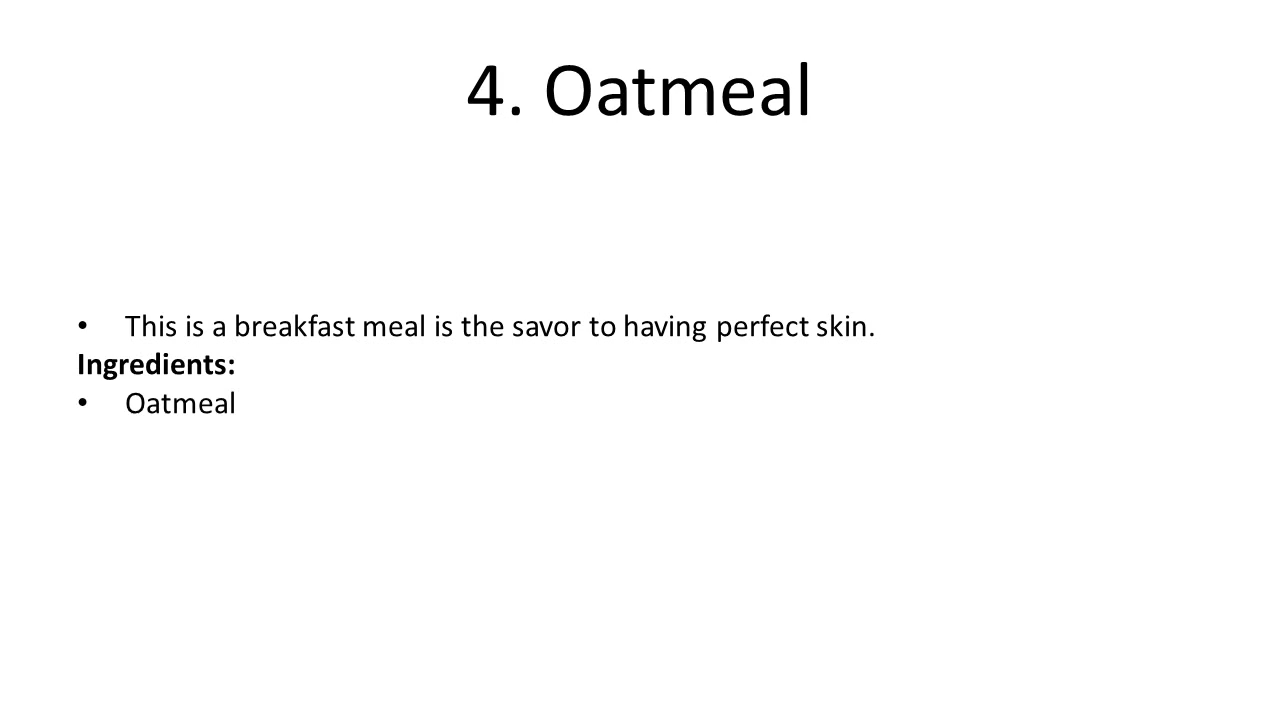 4. Oatmeal
• This is a breakfast meal is the savor to having perfect skin.
Ingredients:
• Oatmeal